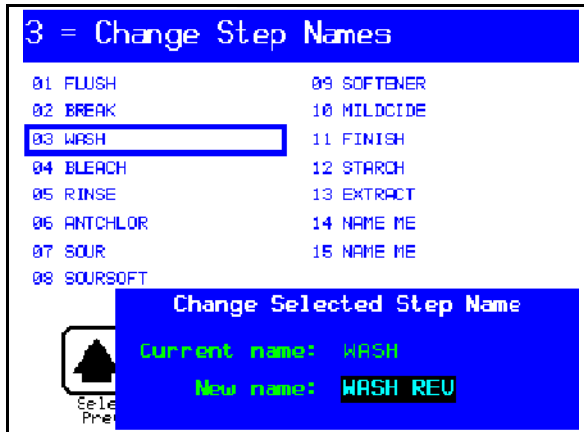 3 = Change Step Names
01 FLUSH
02 BREAK
03 WASH
04 BLEACH
05 RINSE
06 ANTCHLOR
07 SOUR
08 SOURSOFT
09 SOFTENER
10 MILDCIDE
11 FINISH
12 STARCH
13 EXTRACT
14 NAME ME
15 NAME ME
Change Selected Step Name
Current name: WASH
New name: WASH REV
Sele
Pre